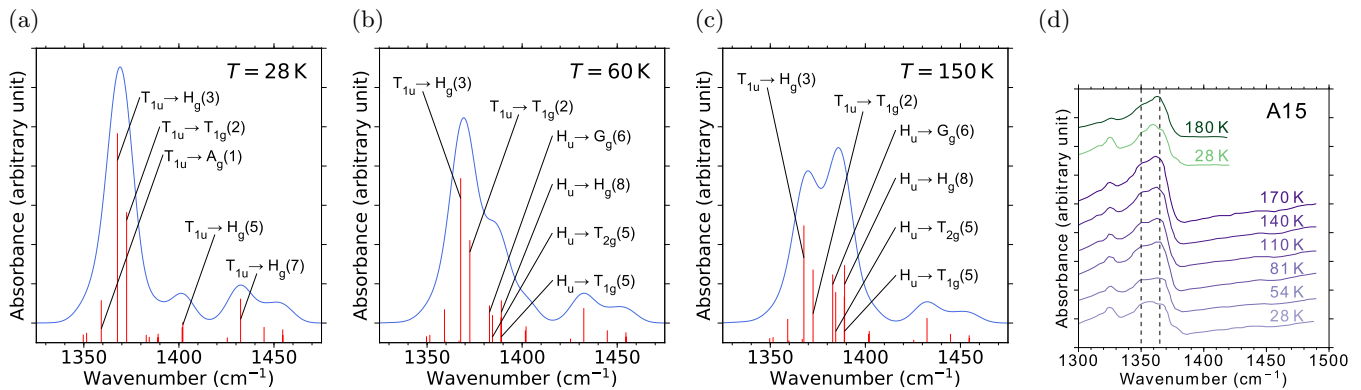 (a)
T = 28 K
T1u→Hg(3)
T1u→T1g(2)
T1u→Ag(1)
T1u→Hg(5)
T1u→Hg(7)
Absorbance (arbitrary unit)
1350 1400 1450
Wavenumber (cm⁻¹)
(b)
T = 60 K
T1u→Hg(3)
T1u→T1g(2)
Hu→Gg(6)
Hu→Hg(8)
Hu→T2g(5)
Hu→T1g(5)
Absorbance (arbitrary unit)
1350 1400 1450
Wavenumber (cm⁻¹)
(c)
T = 150 K
T1u→Hg(3)
T1u→T1g(2)
Hu→Gg(6)
Hu→Hg(8)
Hu→T2g(5)
Hu→T1g(5)
Absorbance (arbitrary unit)
1350 1400 1450
Wavenumber (cm⁻¹)
(d)
A15
180 K
28 K
170 K
140 K
110 K
81 K
54 K
28 K
Absorbance (arbitrary unit)
1300 1350 1400 1450 1500
Wavenumber (cm⁻¹)